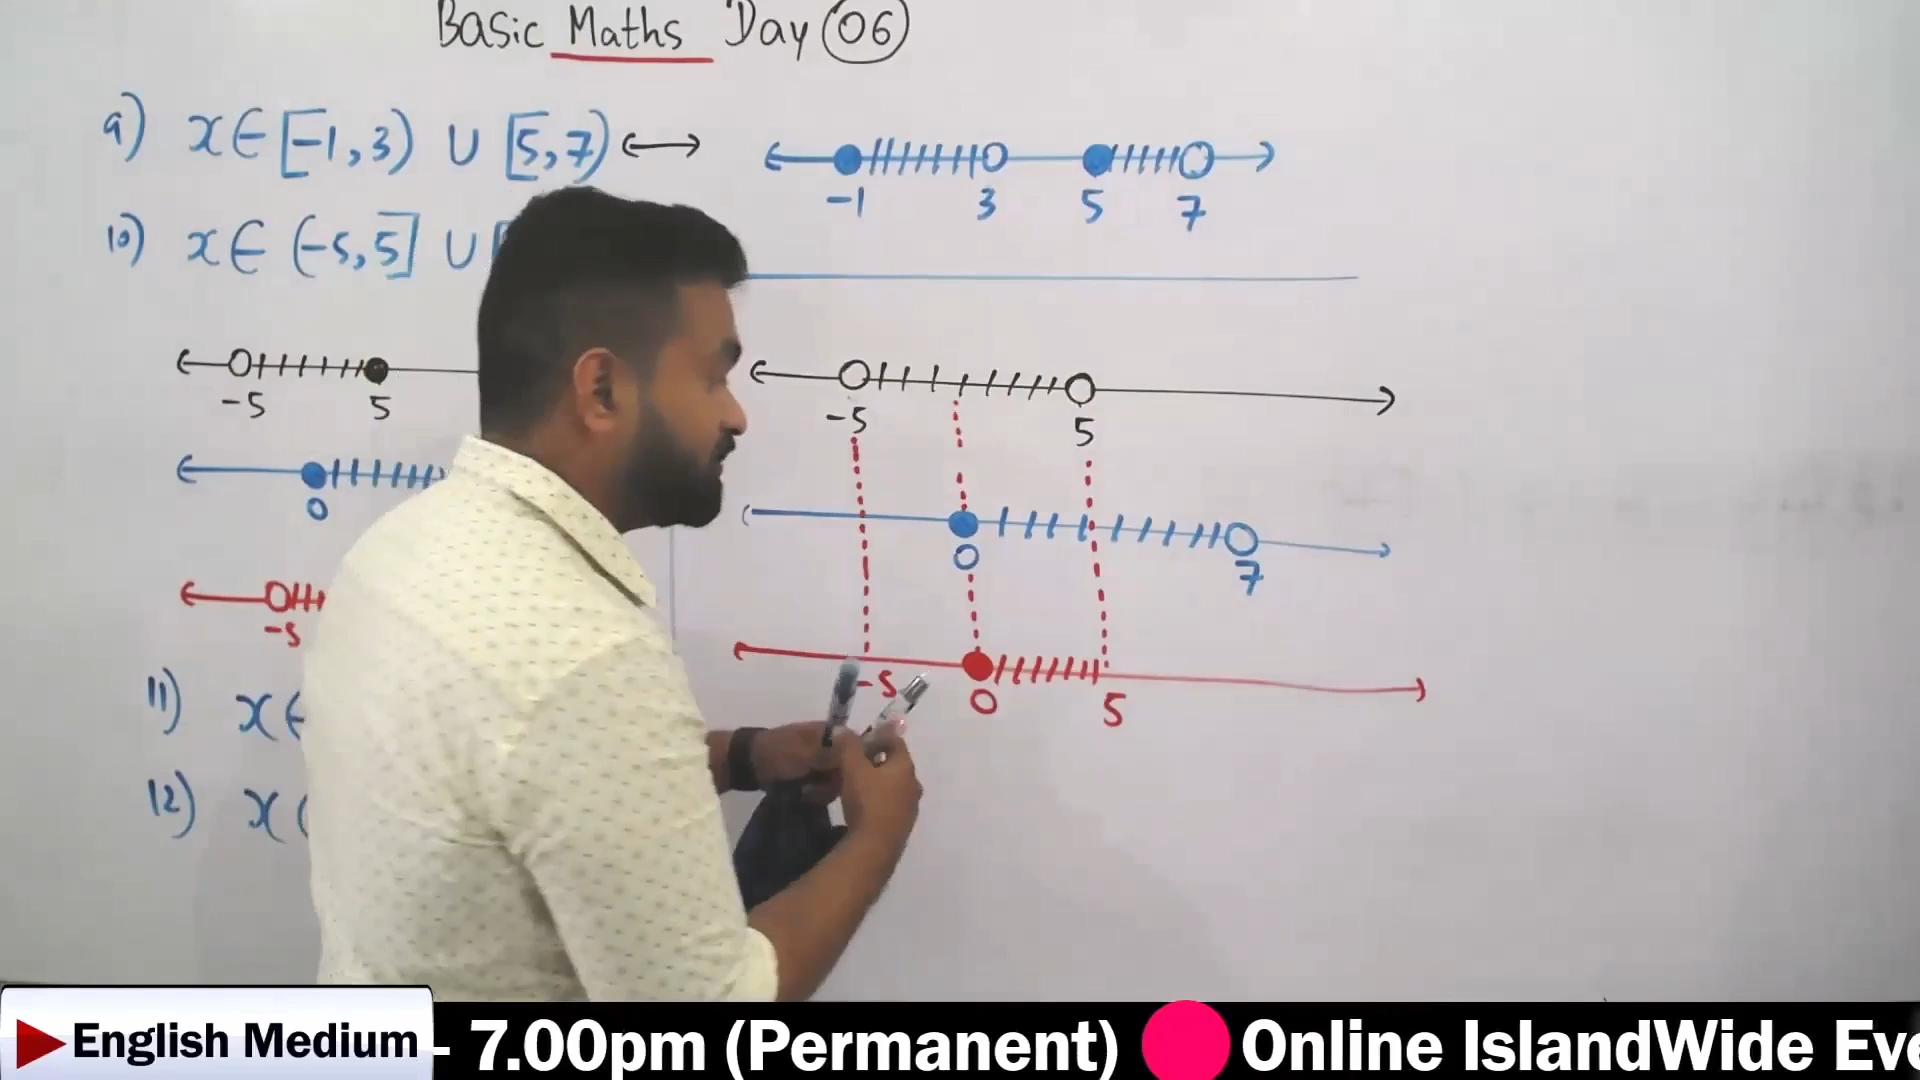 Basic Maths Day 06
9) x∈[-1,3) ∪ [5,7) ↔
-1 3 5 7
10) x∈ (-5,5] ∪ [
-5 5
-5 5
0
0 7
-5
-5 0 5
11) x∈
12) x
English Medium - 7.00pm (Permanent) Online IslandWide Eve